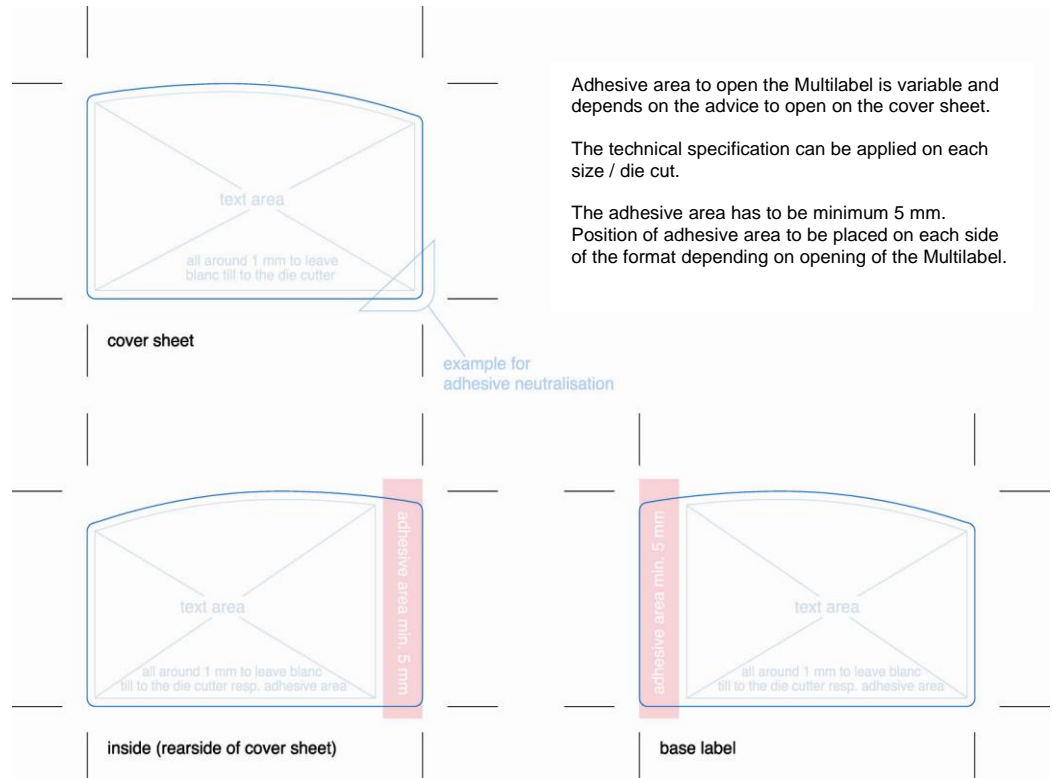 Adhesive area to open the Multilabel is variable and
depends on the advice to open on the cover sheet.
The technical specification can be applied on each
size / die cut.
The adhesive area has to be minimum 5 mm.
Position of adhesive area to be placed on each side
of the format depending on opening of the Multilabel.
text area
all around 1 mm to leave
blanc till to the die cutter
cover sheet
example for
adhesive neutralisation
text area
all around 1 mm to leave blanc
till to the die cutter resp. adhesive area
adhesive area min. 5 mm
inside (rearside of cover sheet)
adhesive area min. 5 mm
text area
all around 1 mm to leave blanc
till to the die cutter resp. adhesive area
base label